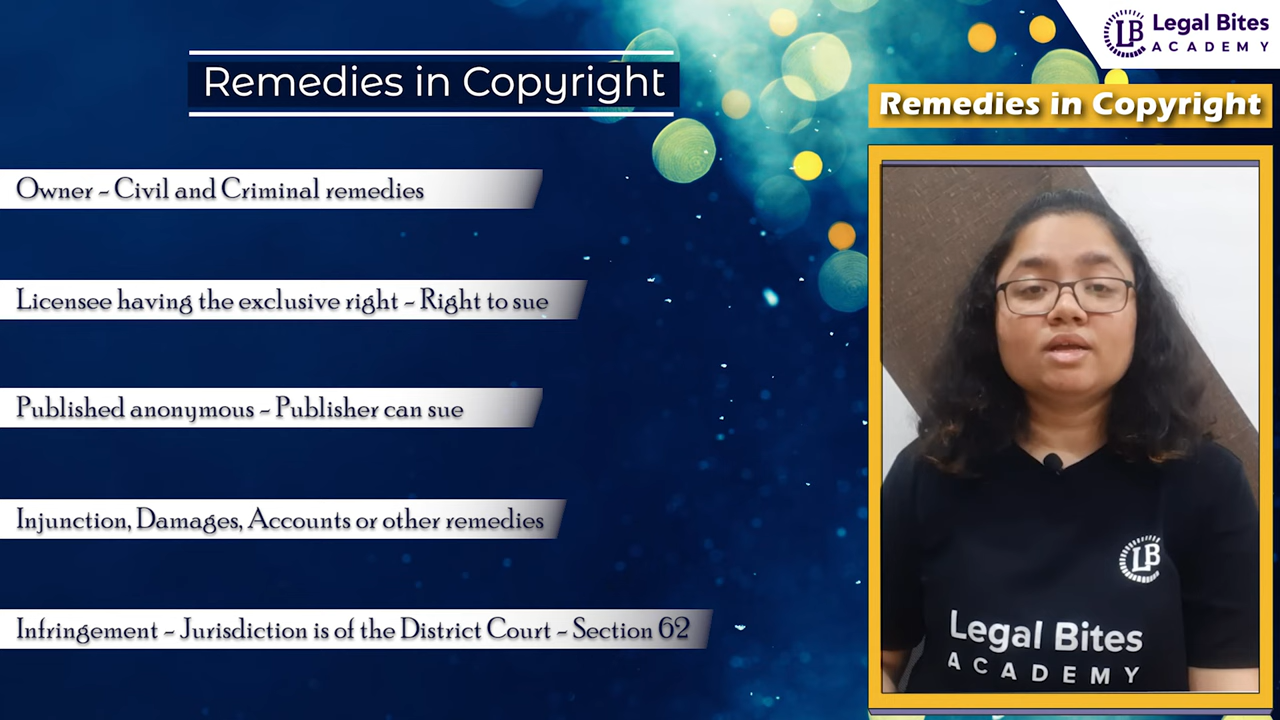 Remedies in Copyright
Owner - Civil and Criminal remedies
Licensee having the exclusive right - Right to sue
Published anonymous - Publisher can sue
Injunction, Damages, Accounts or other remedies
Infringement - Jurisdiction is of the District Court - Section 62
LB Legal Bites
ACADEMY
Remedies in Copyright
LB
Legal Bites
ACADEMY